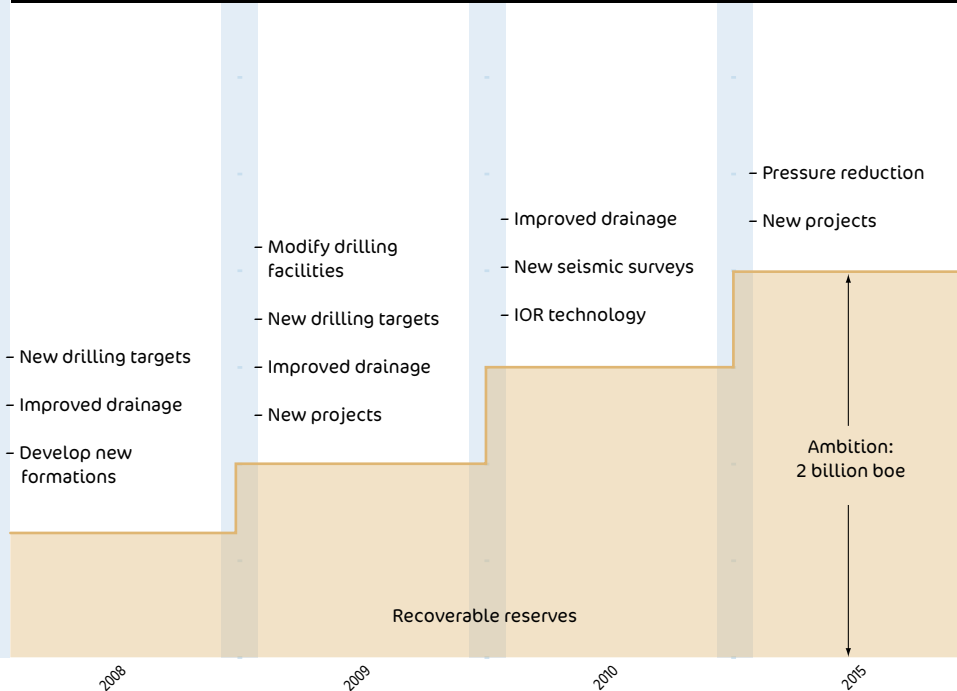 – New drilling targets
– Improved drainage
– Develop new
formations
– Modify drilling
facilities
– New drilling targets
– Improved drainage
– New projects
– Improved drainage
– New seismic surveys
– IOR technology
– Pressure reduction
– New projects
Ambition:
2 billion boe
Recoverable reserves
2008
2009
2010
2015